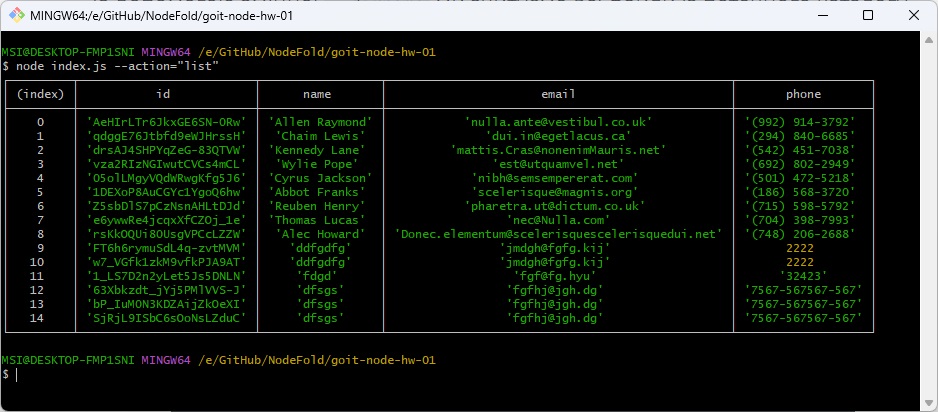 MINGW64:/e/GitHub/NodeFold/goit-node-hw-01
MSI@DESKTOP-FMP1SNI MINGW64 /e/GitHub/NodeFold/goit-node-hw-01
$ node index.js --action="list"
(index) id name email phone
0 'AeHIrLTr6JkxGE6SN-0Rw' 'Allen Raymond' 'nulla.ante@vestibul.co.uk' '(992) 914-3792'
1 'qdggE76Jtbfd9eWJHrssH' 'Chaim Lewis' 'dui.in@egetlacus.ca' '(294) 840-6685'
2 'drsAJ4SHPYqZeG-83QTVW' 'Kennedy Lane' 'mattis.Cras@nonenimMauris.net' '(542) 451-7038'
3 'vza2RIzNGIwutCVCs4mCL' 'Wylie Pope' 'est@utquamvel.net' '(692) 802-2949'
4 '05olLMgyVQdWRwgKfg5J6' 'Cyrus Jackson' 'nibh@semsempererat.com' '(501) 472-5218'
5 '1DEXoP8AuCGYc1YgoQ6hw' 'Abbot Franks' 'scelerisque@magnis.org' '(186) 568-3720'
6 'Z5sbDlS7pCzNsnAHLtDJd' 'Reuben Henry' 'pharetra.ut@dictum.co.uk' '(715) 598-5792'
7 'e6ywwRe4jcqxXfCZOj_1e' 'Thomas Lucas' 'nec@Nulla.com' '(704) 398-7993'
8 'rsKkOQUi80UsgVPCcLZZW' 'Alec Howard' 'Donec.elementum@scelerisquescelerisquedui.net' '(748) 206-2688'
9 'FT6h6rymuSdL4q-zvtMVM' 'ddfgdfg' 'jmdgh@fgfg.kij' 2222
10 'w7_VGfk1zkM9vfkPJA9AT' 'ddfgdfg' 'jmdgh@fgfg.kij' 2222
11 '1_LS7D2n2yLet5Js5DNLN' 'fdgd' 'fgf@fg.hyu' '32423'
12 '63Xbkzdt_jYj5PMlVVS-J' 'dfsgs' 'fgfhj@jgh.dg' '7567-567567-567'
13 'bP_IuMON3KDZAijZkOeXI' 'dfsgs' 'fgfhj@jgh.dg' '7567-567567-567'
14 'SjRjL9ISbC6sOoNsLZduC' 'dfsgs' 'fgfhj@jgh.dg' '7567-567567-567'
MSI@DESKTOP-FMP1SNI MINGW64 /e/GitHub/NodeFold/goit-node-hw-01
$